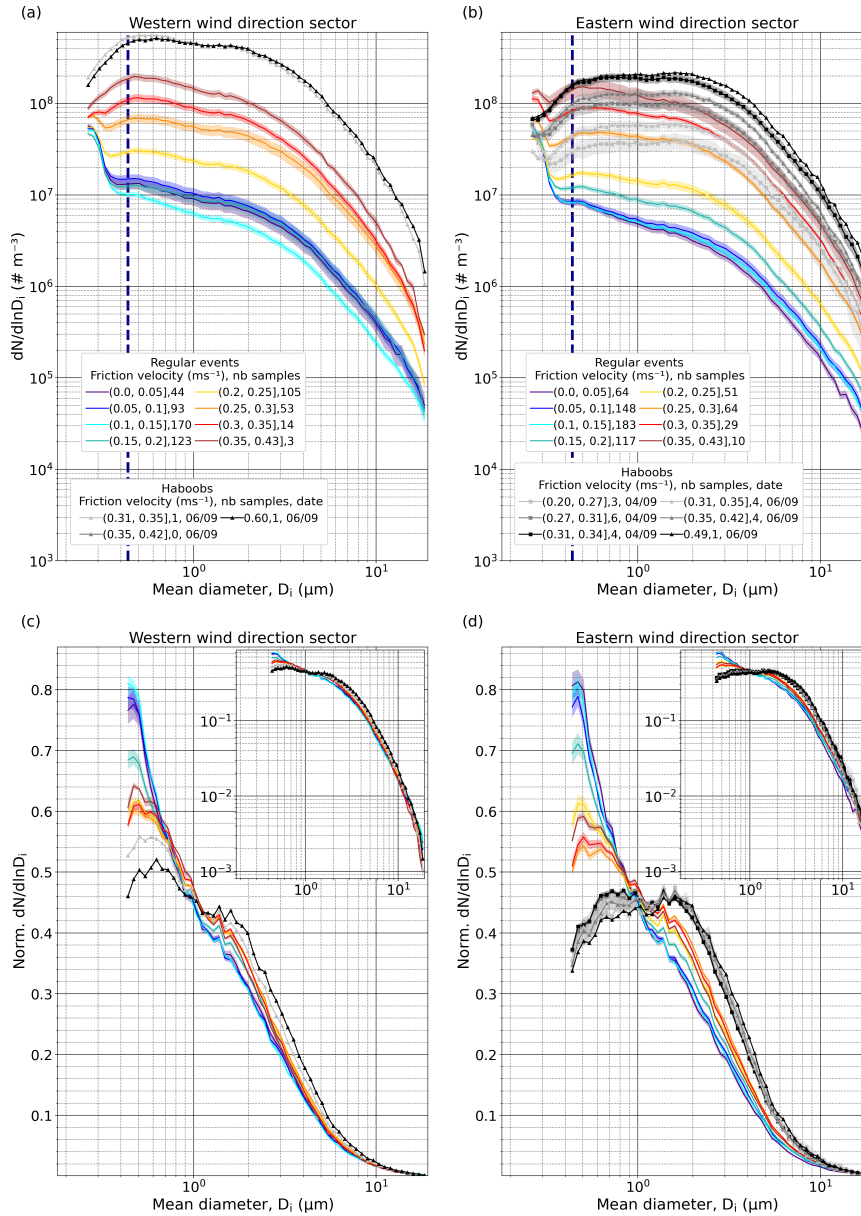 (a)
Western wind direction sector
dN/dlnDᵢ (# m⁻³)
10⁸
10⁷
10⁶
10⁵
10⁴
10³
Regular events
Friction velocity (ms⁻¹), nb samples
(0.0, 0.05],44 (0.2, 0.25],105
(0.05, 0.1],93 (0.25, 0.3],53
(0.1, 0.15],170 (0.3, 0.35],14
(0.15, 0.2],123 (0.35, 0.43],3
Haboobs
Friction velocity (ms⁻¹), nb samples, date
(0.31, 0.35],1, 06/09 0.60,1, 06/09
(0.35, 0.42],0, 06/09
10⁰ 10¹
Mean diameter, Dᵢ (μm)
(b)
Eastern wind direction sector
dN/dlnDᵢ (# m⁻³)
10⁸
10⁷
10⁶
10⁵
10⁴
10³
Regular events
Friction velocity (ms⁻¹), nb samples
(0.0, 0.05],64 (0.2, 0.25],51
(0.05, 0.1],148 (0.25, 0.3],64
(0.1, 0.15],183 (0.3, 0.35],29
(0.15, 0.2],117 (0.35, 0.43],10
Haboobs
Friction velocity (ms⁻¹), nb samples, date
(0.20, 0.27],3, 04/09 (0.31, 0.35],4, 06/09
(0.27, 0.31],6, 04/09 (0.35, 0.42],4, 06/09
(0.31, 0.34],4, 04/09 0.49,1, 06/09
10⁰ 10¹
Mean diameter, Dᵢ (μm)
(c)
Western wind direction sector
Norm. dN/dlnDᵢ
0.8
0.7
0.6
0.5
0.4
0.3
0.2
0.1
10⁻¹
10⁻²
10⁻³
10⁰ 10¹
10⁰ 10¹
Mean diameter, Dᵢ (μm)
(d)
Eastern wind direction sector
Norm. dN/dlnDᵢ
0.8
0.7
0.6
0.5
0.4
0.3
0.2
0.1
10⁻¹
10⁻²
10⁻³
10⁰ 10¹
10⁰ 10¹
Mean diameter, Dᵢ (μm)